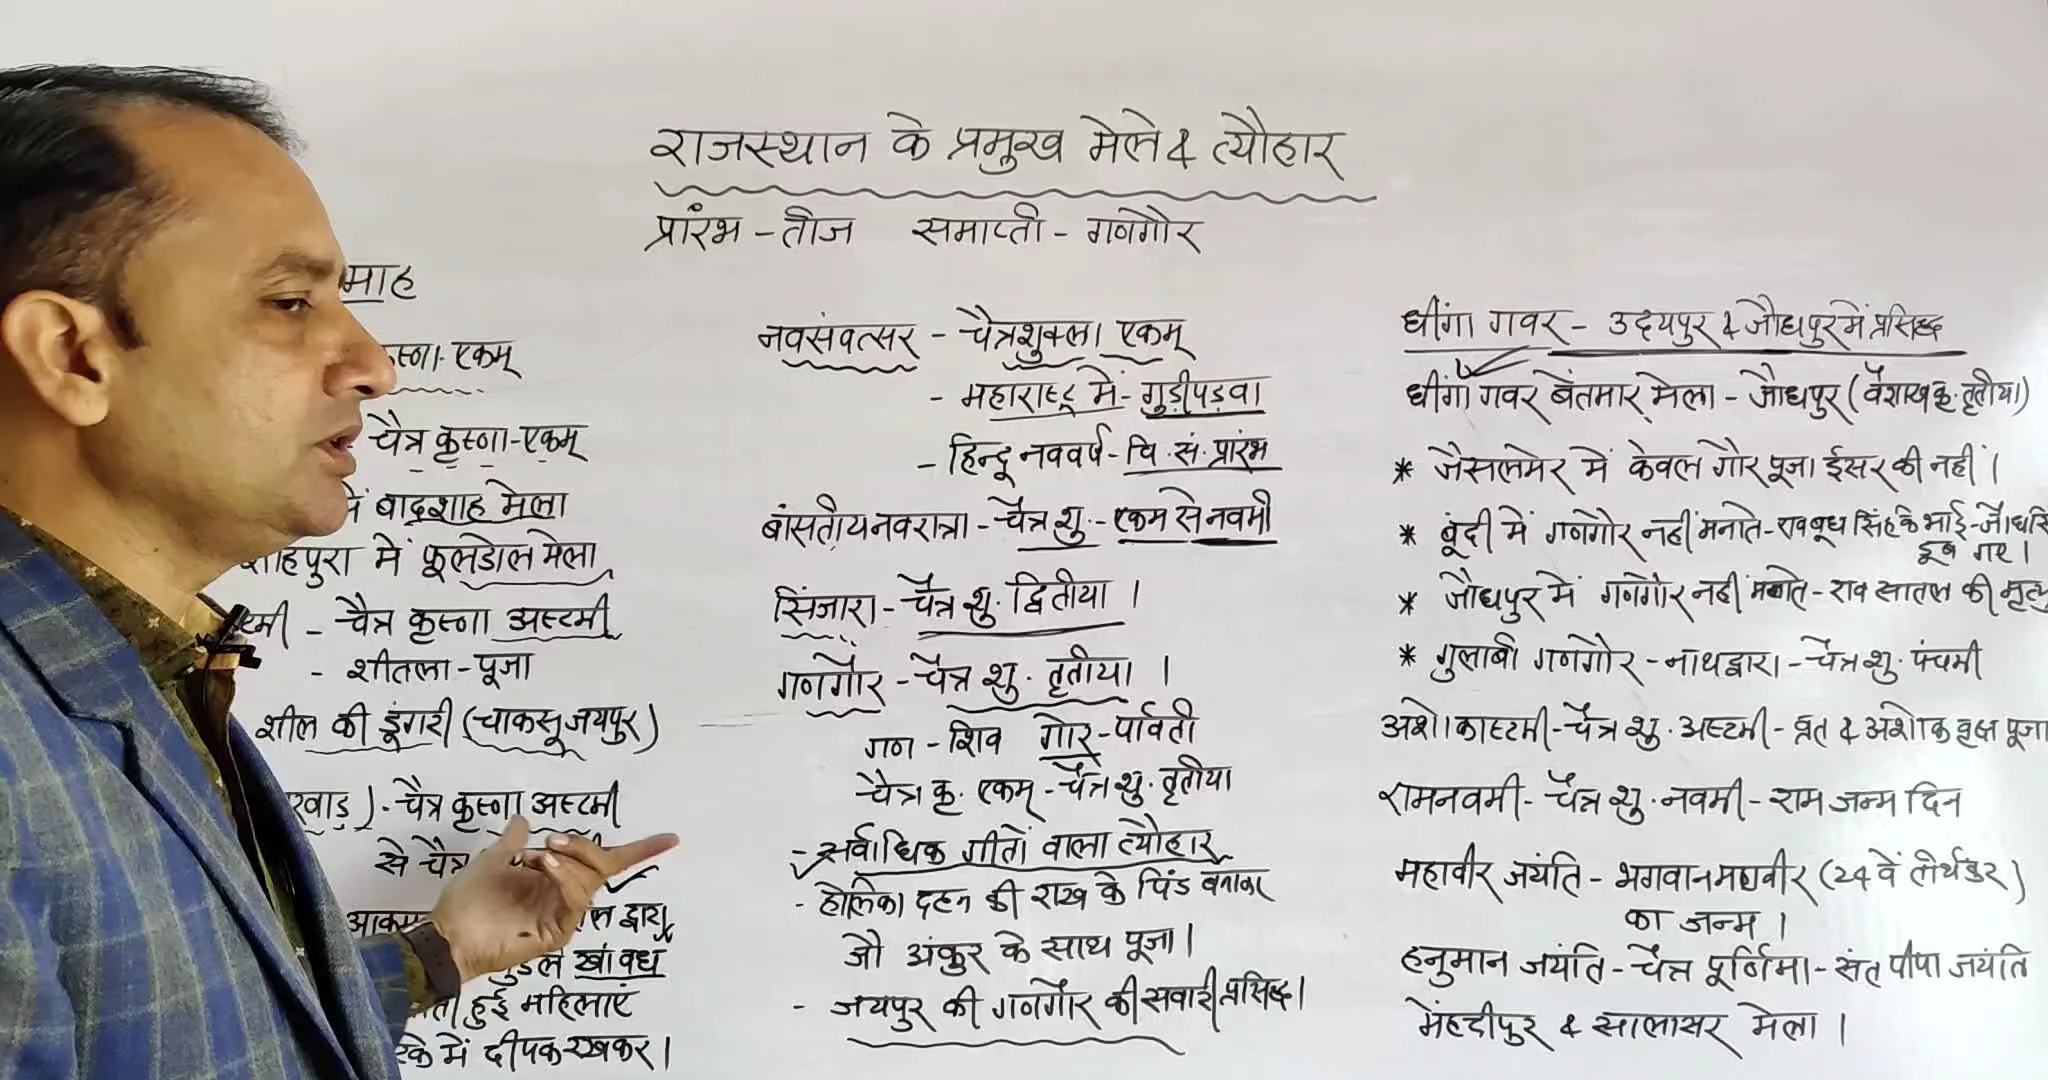 राजस्थान के प्रमुख मेले & त्यौहार
प्रारंभ - तीज समाप्ती - गणगौर
माह
एकम्
चैत्र कृष्णा - एकम्
में बादशाह मेला
शाहपुरा में फूलडोल मेला
चैत्र कृष्णा अष्टमी
- शीतला - पूजा
शील की डूंगरी (चाकसू जयपुर)
चैत्र कृष्णा अष्टमी
से चैत्र
द्वारा
खां वध
हुई महिलाएं
में दीपक रखकर।
नवसंवत्सर - चैत्र शुक्ला एकम्
- महाराष्ट्र में - गुड़ीपड़वा
- हिन्दू नववर्ष - वि. सं. प्रारंभ
बांसतीय नवरात्रा - चैत्र शु. - एकम से नवमी
सिंजारा - चैत्र शु. द्वितीया ।
गणगौर - चैत्र शु. तृतीया ।
गण - शिव गोर - पार्वती
चैत्र कृ. एकम् - चैत्र शु. तृतीया
- सर्वाधिक गीतों वाला त्यौहार
- होलिका दहन की राख के पिंड बनाकर
जौ अंकुर के साथ पूजा।
- जयपुर की गणगौर की सवारी प्रसिद्ध।
धींगा गवर - उदयपुर & जौधपुर में प्रसिद्ध
धींगा गवर बेंतमार मेला - जौधपुर (वैशाख कृ. तृतीया)
* जैसलमेर में केवल गौर पूजा ईसर की नहीं ।
* बूंदी में गणगौर नहीं मनाते - राव बूध सिंह के भाई -
डूब गए ।
* जौधपुर में गणगौर नहीं मनाते - राव सातल की मृत्यु
* गुलाबी गणगौर - नाथद्वारा - चैत्र शु. पंचमी
अशोकाष्टमी - चैत्र शु. अष्टमी - व्रत & अशोक वृक्ष पूजा
रामनवमी - चैत्र शु. नवमी - राम जन्म दिन
महावीर जयंति - भगवान महावीर (24 वें तीर्थकर)
का जन्म ।
हनुमान जयंति - चैत्र पूर्णिमा - संत पीपा जयंति
मेंहदीपुर & सालासर मेला ।